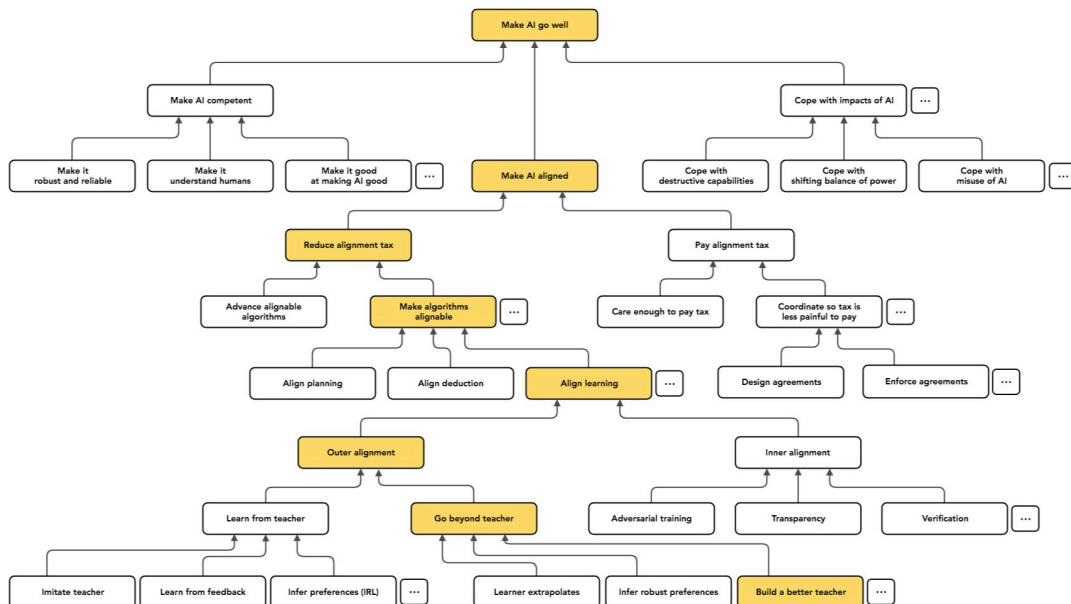 Make AI go well
Make AI competent
Cope with impacts of AI
...
Make it
robust and reliable
Make it
understand humans
Make it good
at making AI good
...
Make AI aligned
Cope with
destructive capabilities
Cope with
shifting balance of power
Cope with
misuse of AI
...
Reduce alignment tax
Pay alignment tax
Advance alignable
algorithms
Make algorithms
alignable
...
Care enough to pay tax
Coordinate so tax is
less painful to pay
...
Align planning
Align deduction
Align learning
...
Design agreements
Enforce agreements
...
Outer alignment
Inner alignment
Learn from teacher
Go beyond teacher
Adversarial training
Transparency
Verification
...
Imitate teacher
Learn from feedback
Infer preferences (IRL)
...
Learner extrapolates
Infer robust preferences
Build a better teacher
...